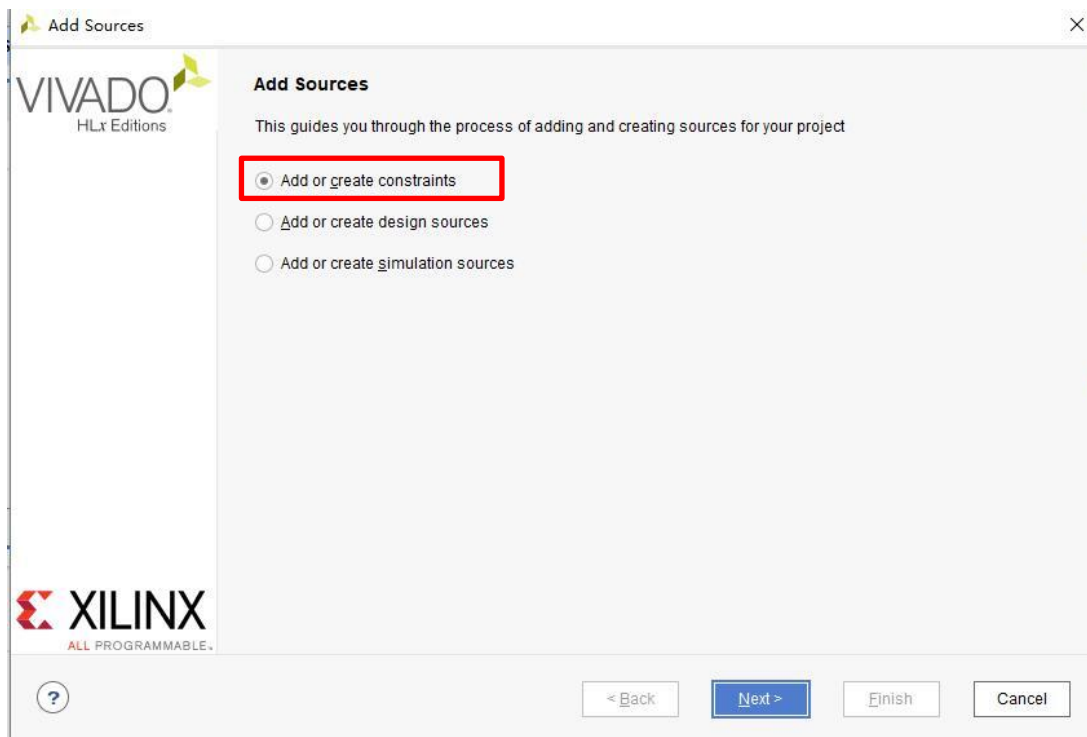 Add Sources
VIVADO.
HLx Editions
Add Sources
This guides you through the process of adding and creating sources for your project
Add or create constraints
Add or create design sources
Add or create simulation sources
XILINX
ALL PROGRAMMABLE.
?
< Back
Next >
Finish
Cancel